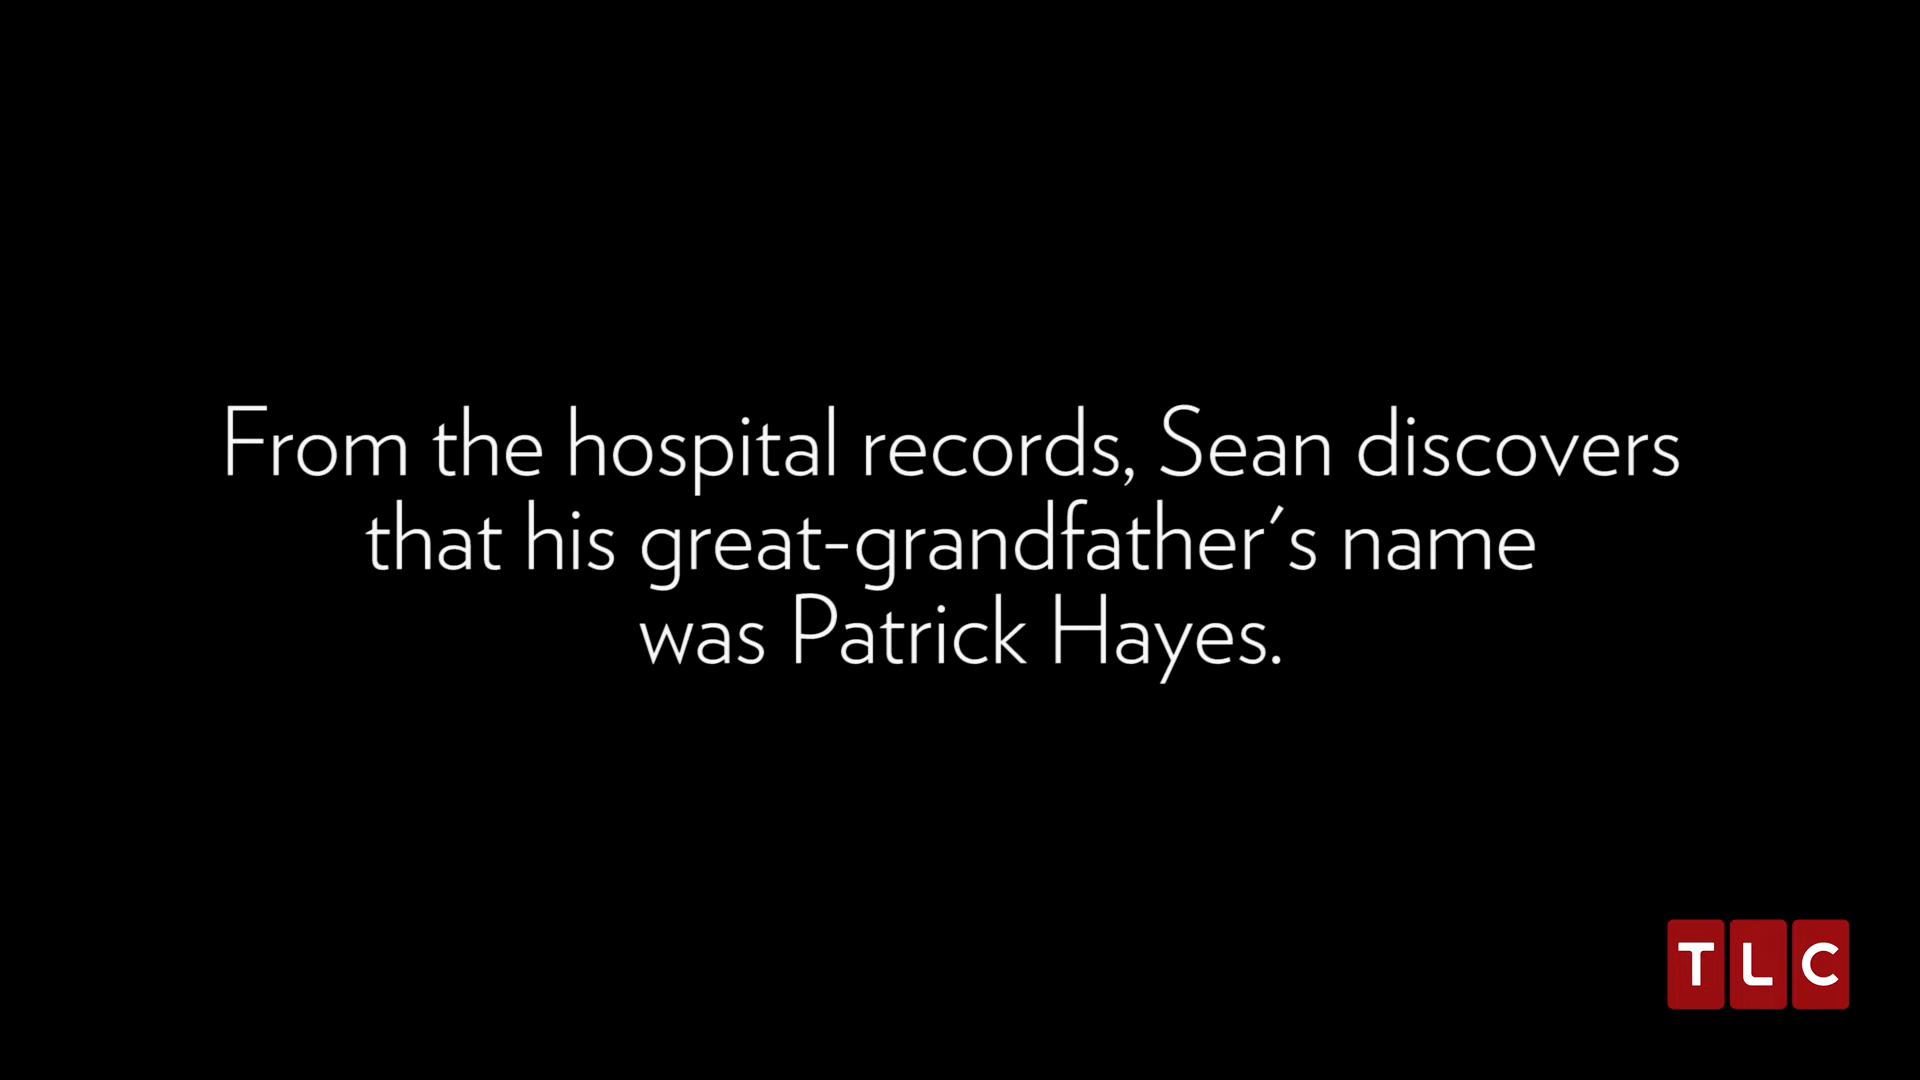 From the hospital records, Sean discovers
that his great-grandfather's name
was Patrick Hayes.
TLC